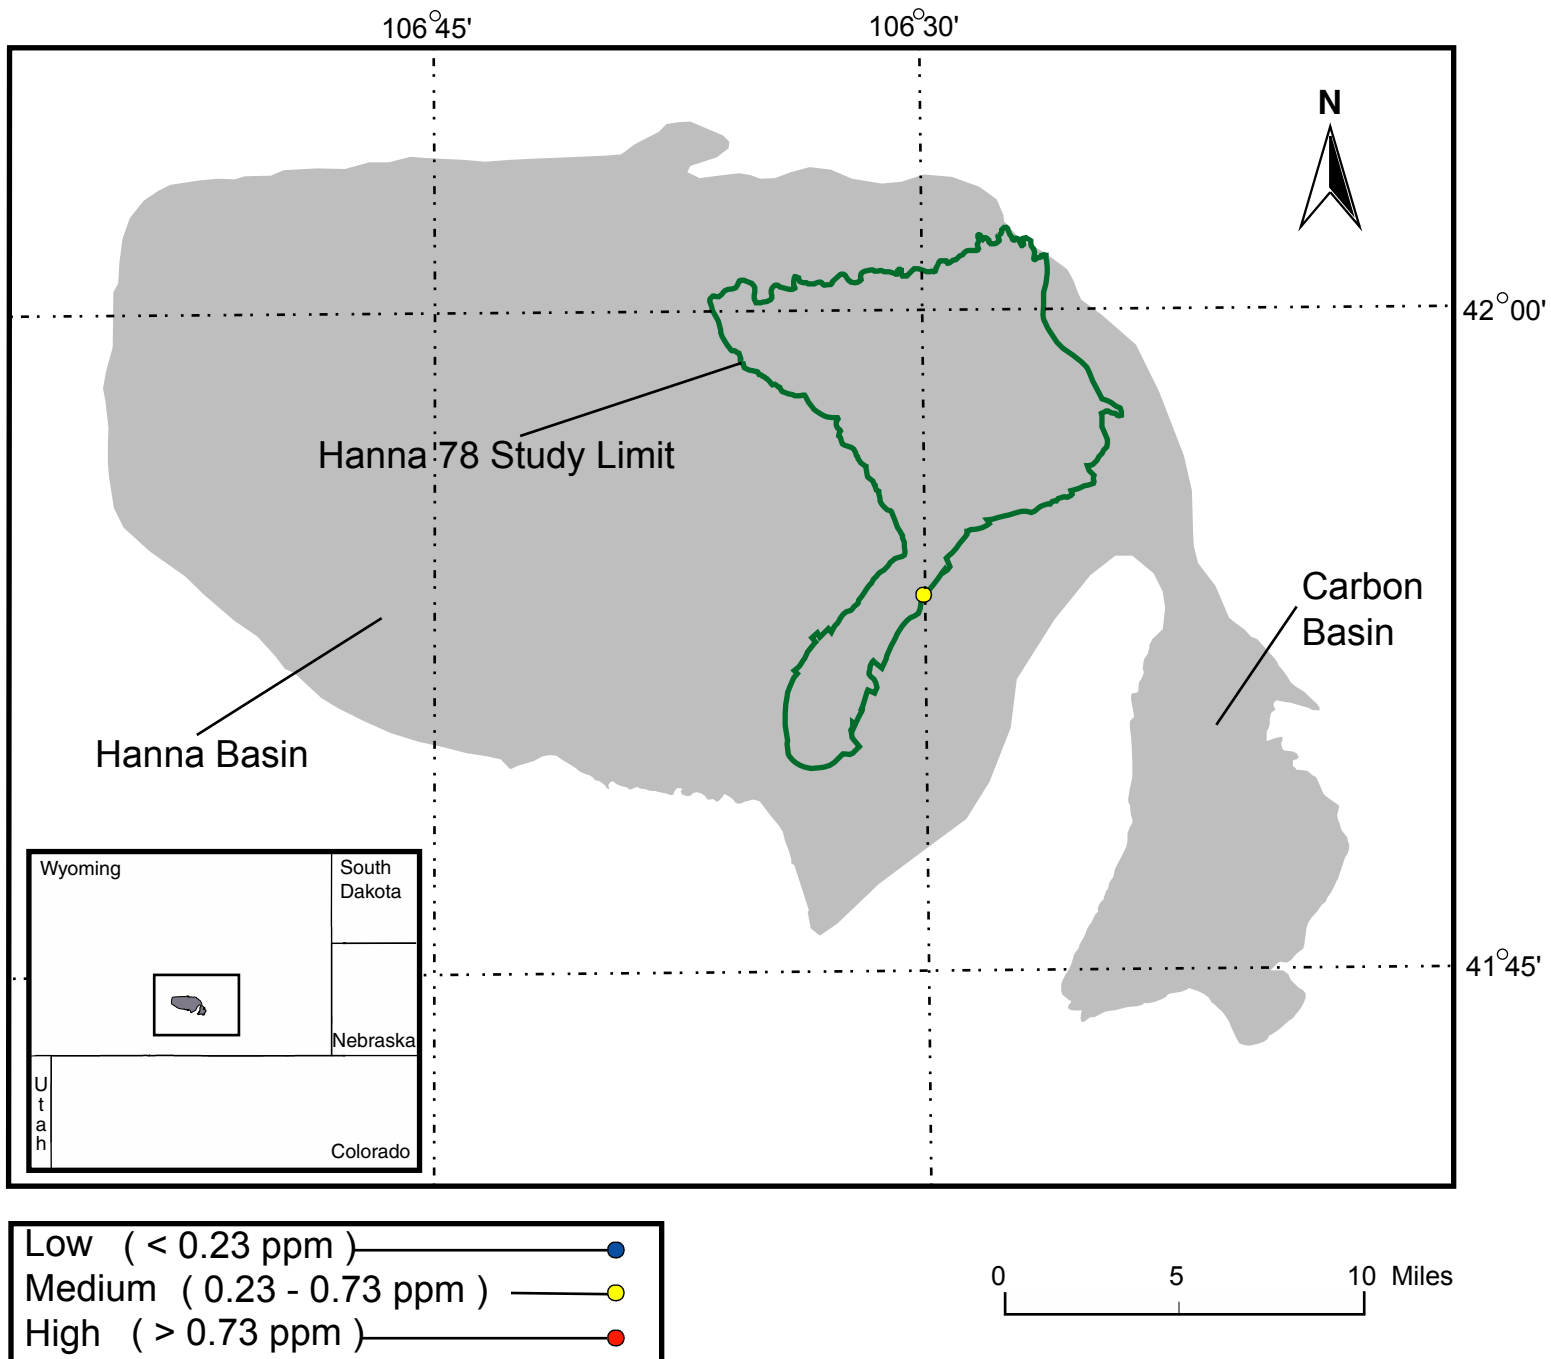 106°45'
106°30'
N
42°00'
Hanna 78 Study Limit
Carbon
Basin
Hanna Basin
Wyoming
South
Dakota
41°45'
Nebraska
U
t
a
h
Colorado
Low ( < 0.23 ppm )
Medium ( 0.23 - 0.73 ppm )
High ( > 0.73 ppm )
0 5 10 Miles